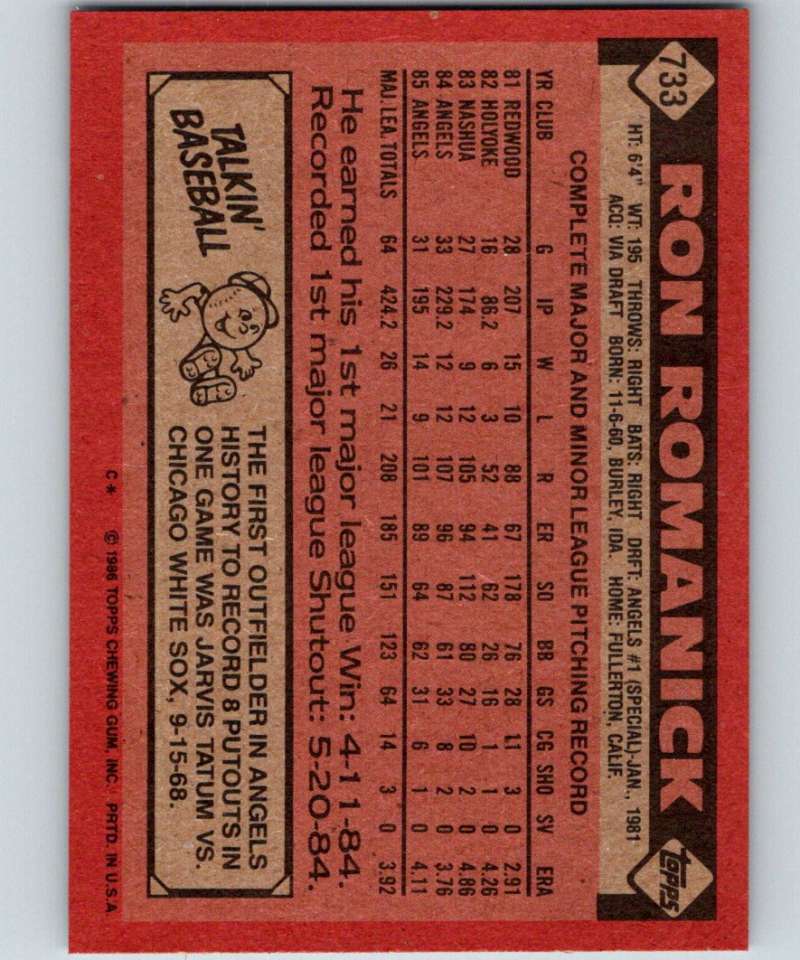 733 RON ROMANICK topps
HT: 6'4" WT: 195 THROWS: RIGHT BATS: RIGHT DRFT: ANGELS #1 (SPECIAL)-JAN., 1981
ACQ: VIA DRAFT BORN: 11-6-60, BURLEY, IDA. HOME: FULLERTON, CALIF.
COMPLETE MAJOR AND MINOR LEAGUE PITCHING RECORD
YR CLUB G IP W L R ER SO BB GS CG SHO SV ERA
81 REDWOOD 28 207 15 10 88 67 178 76 28 11 3 0 2.91
82 HOLYOKE 16 86.2 6 3 52 41 62 26 16 1 1 0 4.26
83 NASHUA 27 174 9 12 105 94 112 80 27 10 2 0 4.86
84 ANGELS 33 229.2 12 12 107 96 87 61 33 8 2 0 3.76
85 ANGELS 31 195 14 9 101 89 64 62 31 6 1 0 4.11
MAJ. LEA. TOTALS 64 424.2 26 21 208 185 151 123 64 14 3 0 3.92
He earned his 1st major league Win: 4-11-84.
Recorded 1st major league Shutout: 5-20-84.
TALKIN'
BASEBALL
THE FIRST OUTFIELDER IN ANGELS
HISTORY TO RECORD 8 PUTOUTS IN
ONE GAME WAS JARVIS TATUM VS.
CHICAGO WHITE SOX, 9-15-68.
C* © 1986 TOPPS CHEWING GUM, INC. PRTD. IN U.S.A